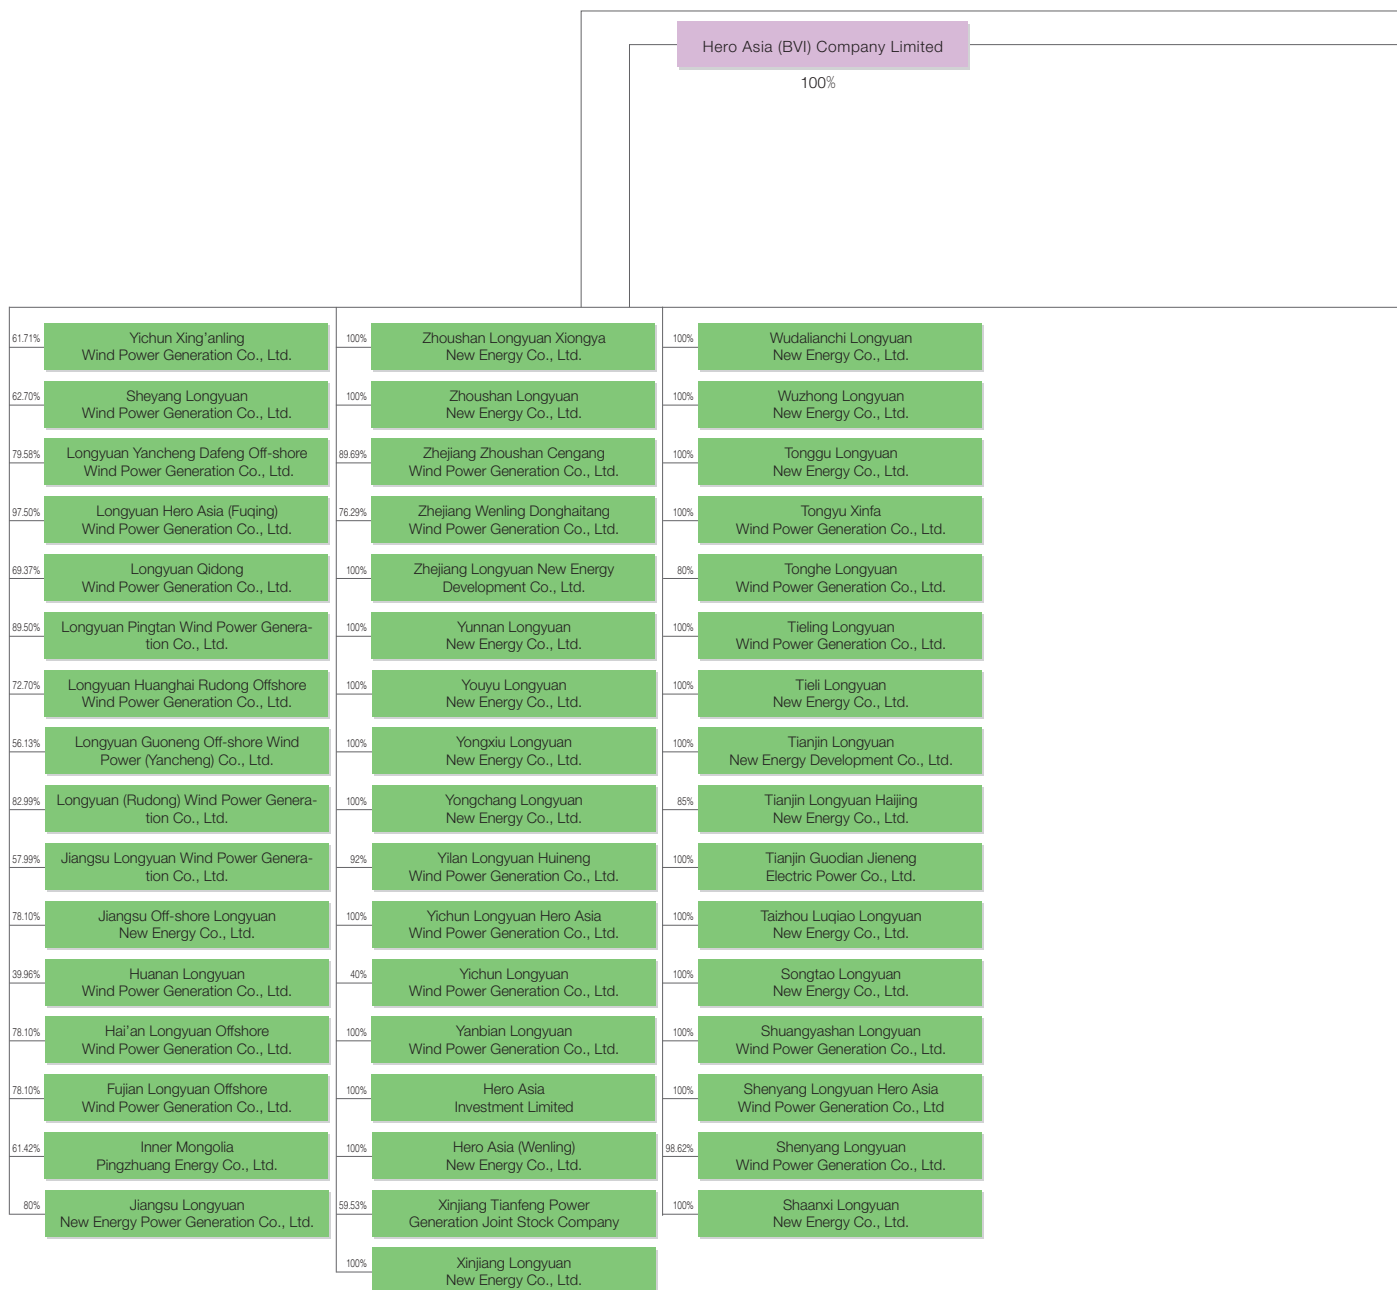 Hero Asia (BVI) Company Limited
100%
61.71%
Yichun Xing’anling
Wind Power Generation Co., Ltd.
62.70%
Sheyang Longyuan
Wind Power Generation Co., Ltd.
79.58%
Longyuan Yancheng Dafeng Off-shore
Wind Power Generation Co., Ltd.
97.50%
Longyuan Hero Asia (Fuqing)
Wind Power Generation Co., Ltd.
69.37%
Longyuan Qidong
Wind Power Generation Co., Ltd.
89.50%
Longyuan Pingtan Wind Power Genera-
tion Co., Ltd.
72.70%
Longyuan Huanghai Rudong Offshore
Wind Power Generation Co., Ltd.
56.13%
Longyuan Guoneng Off-shore Wind
Power (Yancheng) Co., Ltd.
82.99%
Longyuan (Rudong) Wind Power Genera-
tion Co., Ltd.
57.99%
Jiangsu Longyuan Wind Power Genera-
tion Co., Ltd.
78.10%
Jiangsu Off-shore Longyuan
New Energy Co., Ltd.
39.96%
Huanan Longyuan
Wind Power Generation Co., Ltd.
78.10%
Hai’an Longyuan Offshore
Wind Power Generation Co., Ltd.
78.10%
Fujian Longyuan Offshore
Wind Power Generation Co., Ltd.
61.42%
Inner Mongolia
Pingzhuang Energy Co., Ltd.
80%
Jiangsu Longyuan
New Energy Power Generation Co., Ltd.
100%
Zhoushan Longyuan Xiongya
New Energy Co., Ltd.
100%
Zhoushan Longyuan
New Energy Co., Ltd.
89.69%
Zhejiang Zhoushan Cengang
Wind Power Generation Co., Ltd.
76.29%
Zhejiang Wenling Donghaitang
Wind Power Generation Co., Ltd.
100%
Zhejiang Longyuan New Energy
Development Co., Ltd.
100%
Yunnan Longyuan
New Energy Co., Ltd.
100%
Youyu Longyuan
New Energy Co., Ltd.
100%
Yongxiu Longyuan
New Energy Co., Ltd.
100%
Yongchang Longyuan
New Energy Co., Ltd.
92%
Yilan Longyuan Huineng
Wind Power Generation Co., Ltd.
100%
Yichun Longyuan Hero Asia
Wind Power Generation Co., Ltd.
40%
Yichun Longyuan
Wind Power Generation Co., Ltd.
100%
Yanbian Longyuan
Wind Power Generation Co., Ltd.
100%
Hero Asia
Investment Limited
100%
Hero Asia (Wenling)
New Energy Co., Ltd.
59.53%
Xinjiang Tianfeng Power
Generation Joint Stock Company
100%
Xinjiang Longyuan
New Energy Co., Ltd.
100%
Wudalianchi Longyuan
New Energy Co., Ltd.
100%
Wuzhong Longyuan
New Energy Co., Ltd.
100%
Tonggu Longyuan
New Energy Co., Ltd.
100%
Tongyu Xinfa
Wind Power Generation Co., Ltd.
80%
Tonghe Longyuan
Wind Power Generation Co., Ltd.
100%
Tieling Longyuan
Wind Power Generation Co., Ltd.
100%
Tieli Longyuan
New Energy Co., Ltd.
100%
Tianjin Longyuan
New Energy Development Co., Ltd.
85%
Tianjin Longyuan Haijing
New Energy Co., Ltd.
100%
Tianjin Guodian Jieneng
Electric Power Co., Ltd.
100%
Taizhou Luqiao Longyuan
New Energy Co., Ltd.
100%
Songtao Longyuan
New Energy Co., Ltd.
100%
Shuangyashan Longyuan
Wind Power Generation Co., Ltd.
100%
Shenyang Longyuan Hero Asia
Wind Power Generation Co., Ltd
98.62%
Shenyang Longyuan
Wind Power Generation Co., Ltd.
100%
Shaanxi Longyuan
New Energy Co., Ltd.